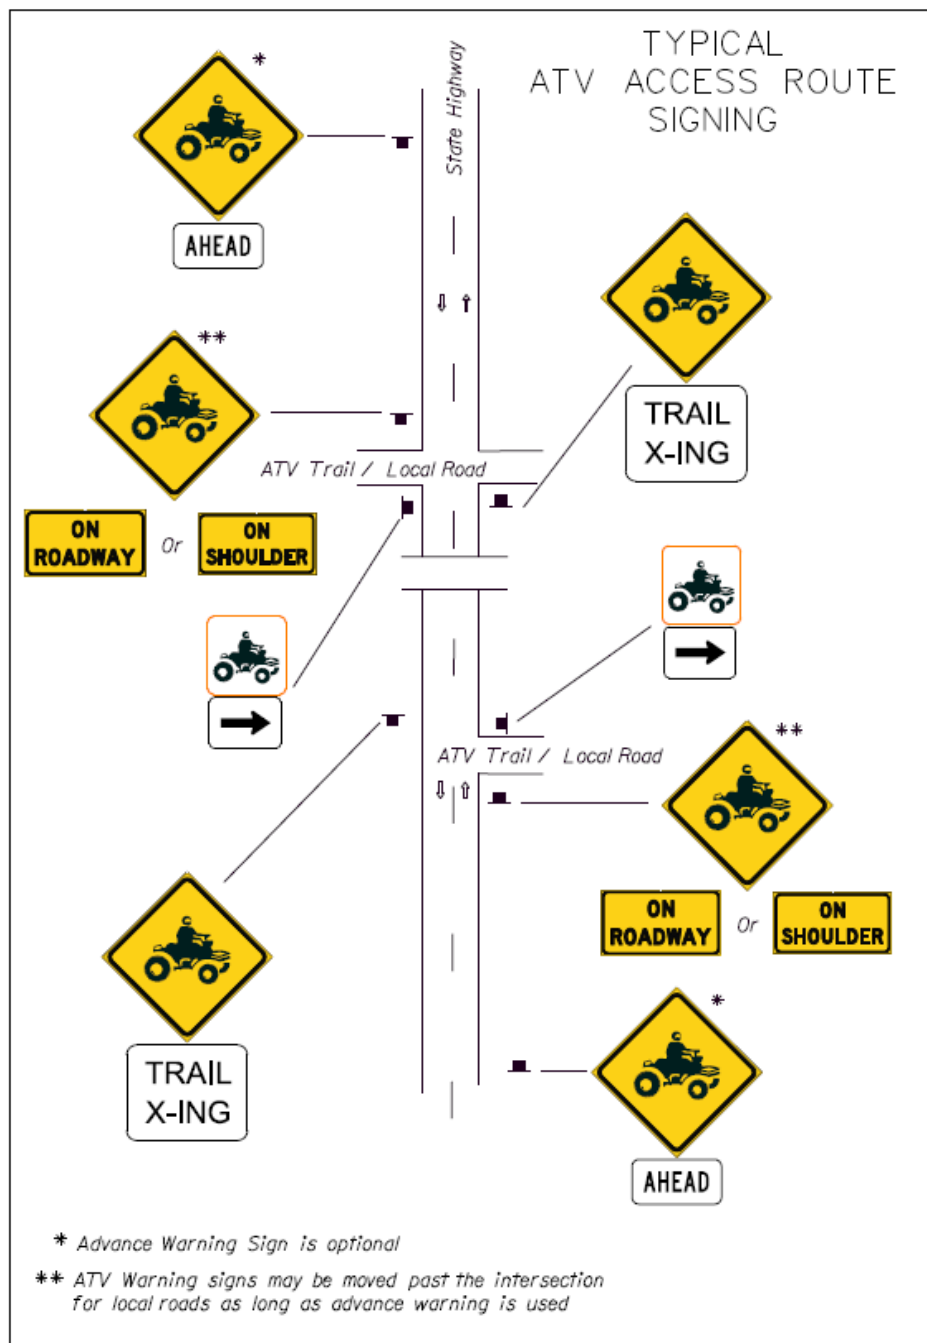 TYPICAL
ATV ACCESS ROUTE
SIGNING
*
State Highway
AHEAD
**
TRAIL
X-ING
ATV Trail / Local Road
ON
ROADWAY
Or
ON
SHOULDER
**
ATV Trail / Local Road
ON
ROADWAY
Or
ON
SHOULDER
*
TRAIL
X-ING
AHEAD
* Advance Warning Sign is optional
** ATV Warning signs may be moved past the intersection
for local roads as long as advance warning is used